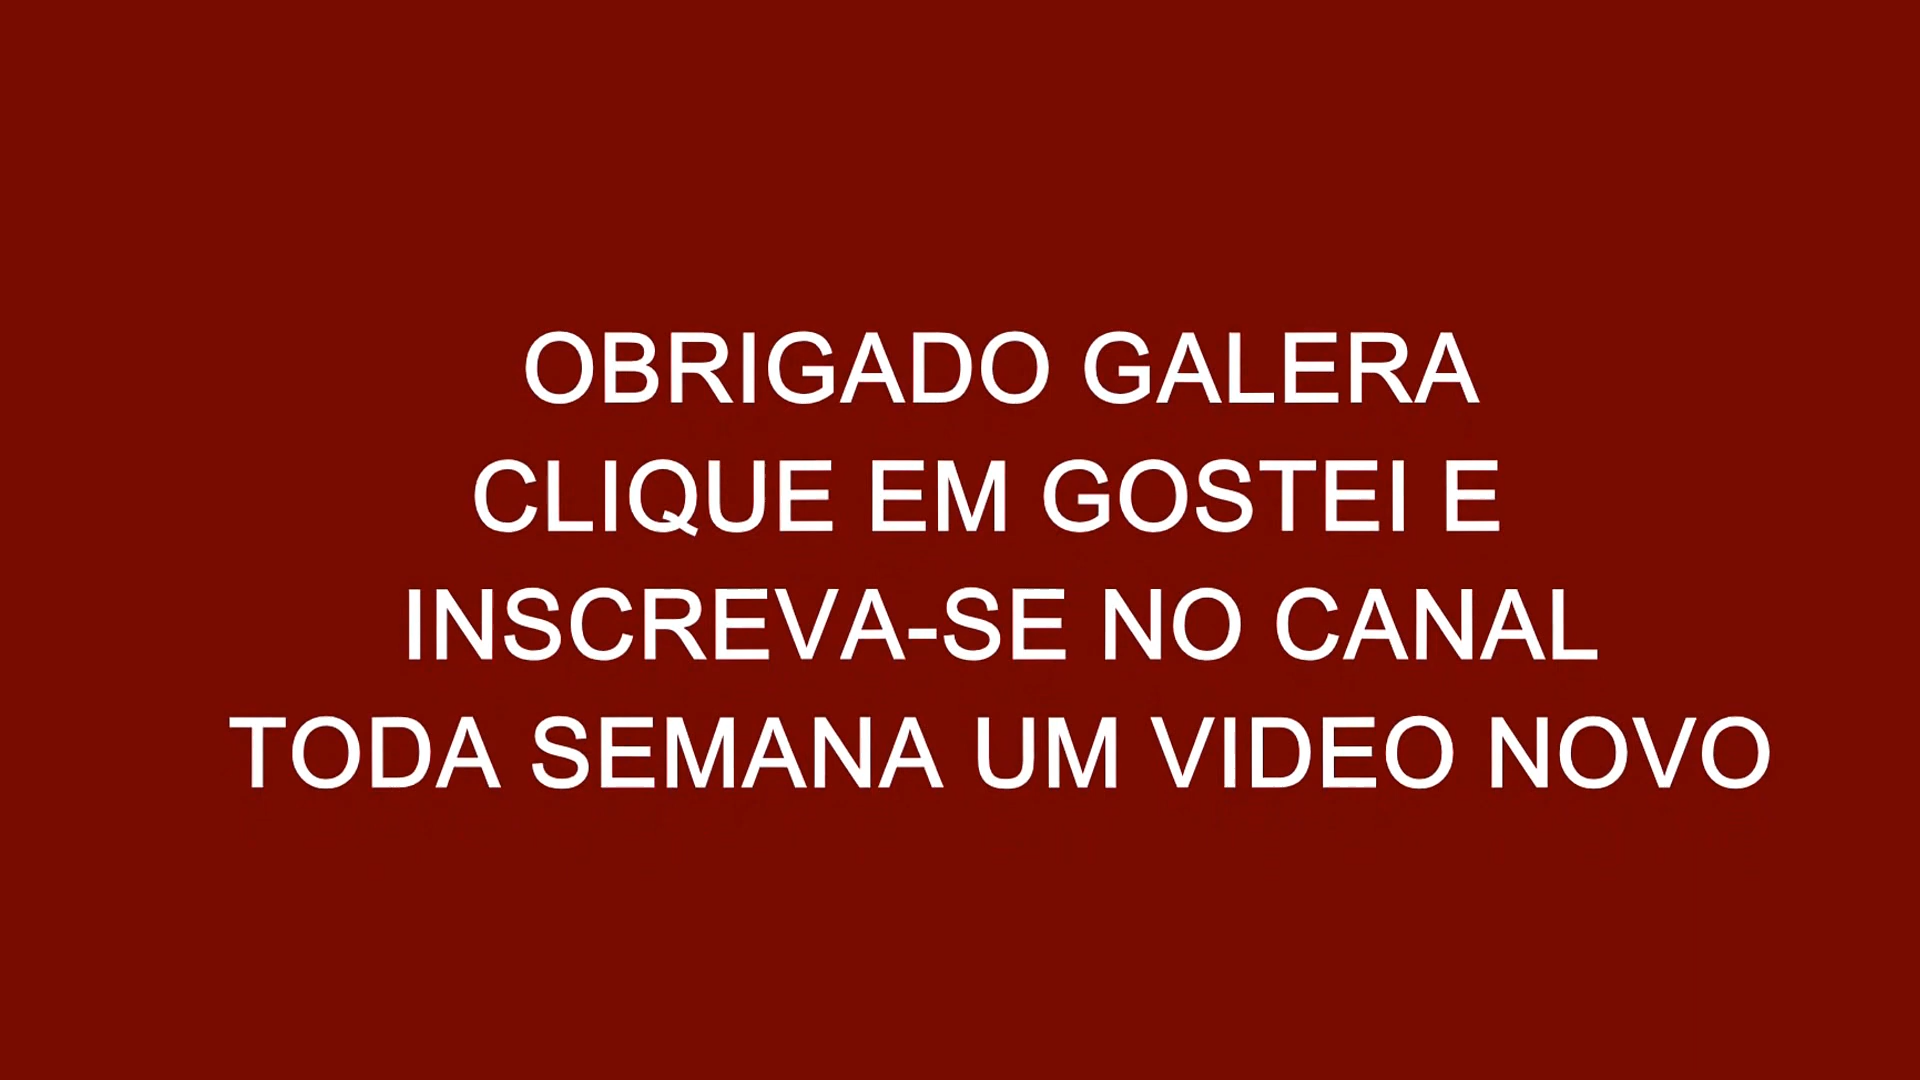 OBRIGADO GALERA
CLIQUE EM GOSTEI E
INSCREVA-SE NO CANAL
TODA SEMANA UM VIDEO NOVO